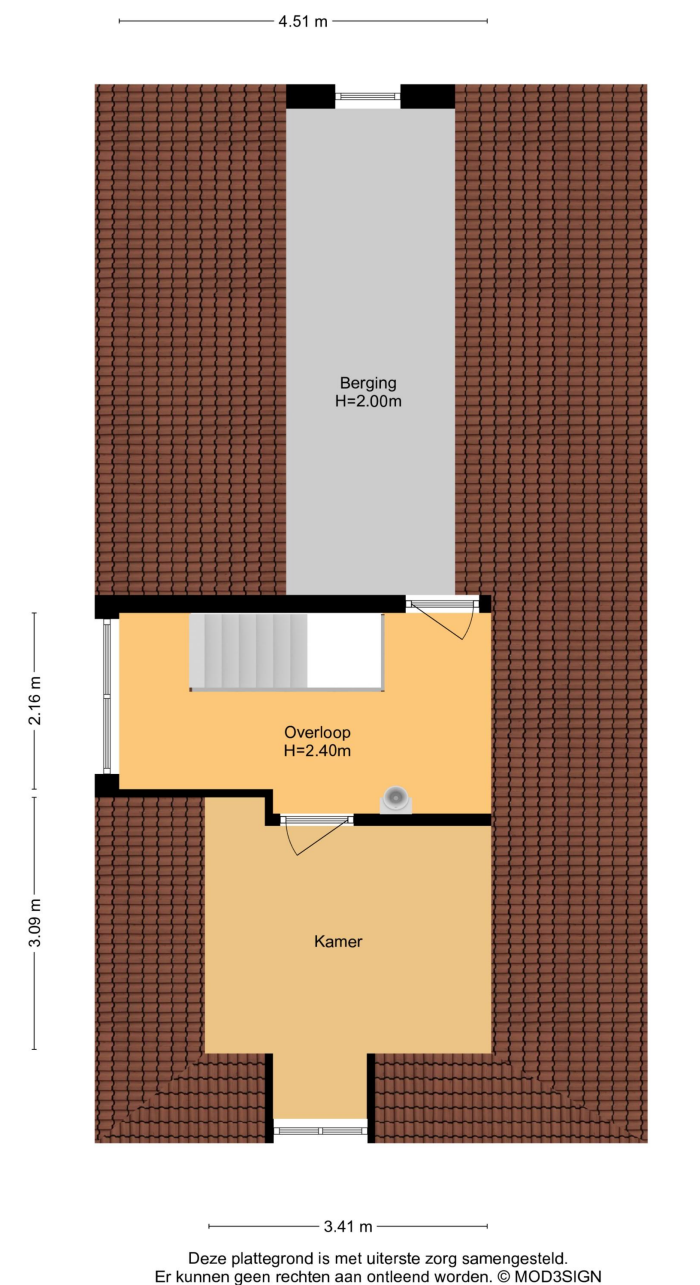 4.51 m
Berging
H=2.00m
2.16 m
Overloop
H=2.40m
3.09 m
Kamer
3.41 m
Deze plattegrond is met uiterste zorg samengesteld.
Er kunnen geen rechten aan ontleend worden. © MOD3SIGN